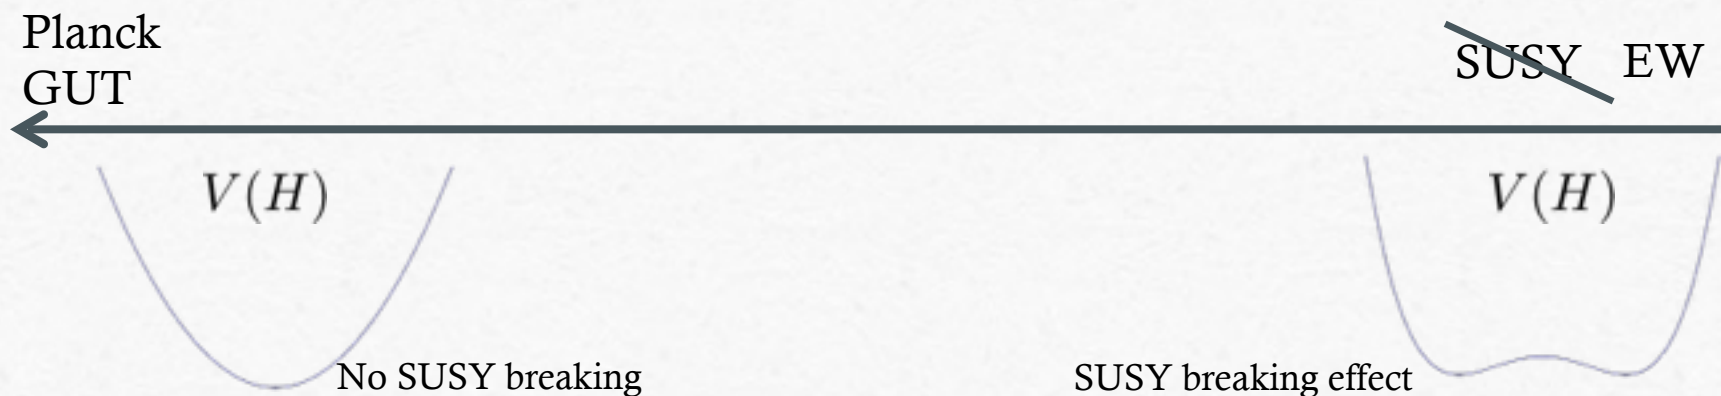 Planck
GUT
SUSY EW
V(H)
V(H)
No SUSY breaking
SUSY breaking effect